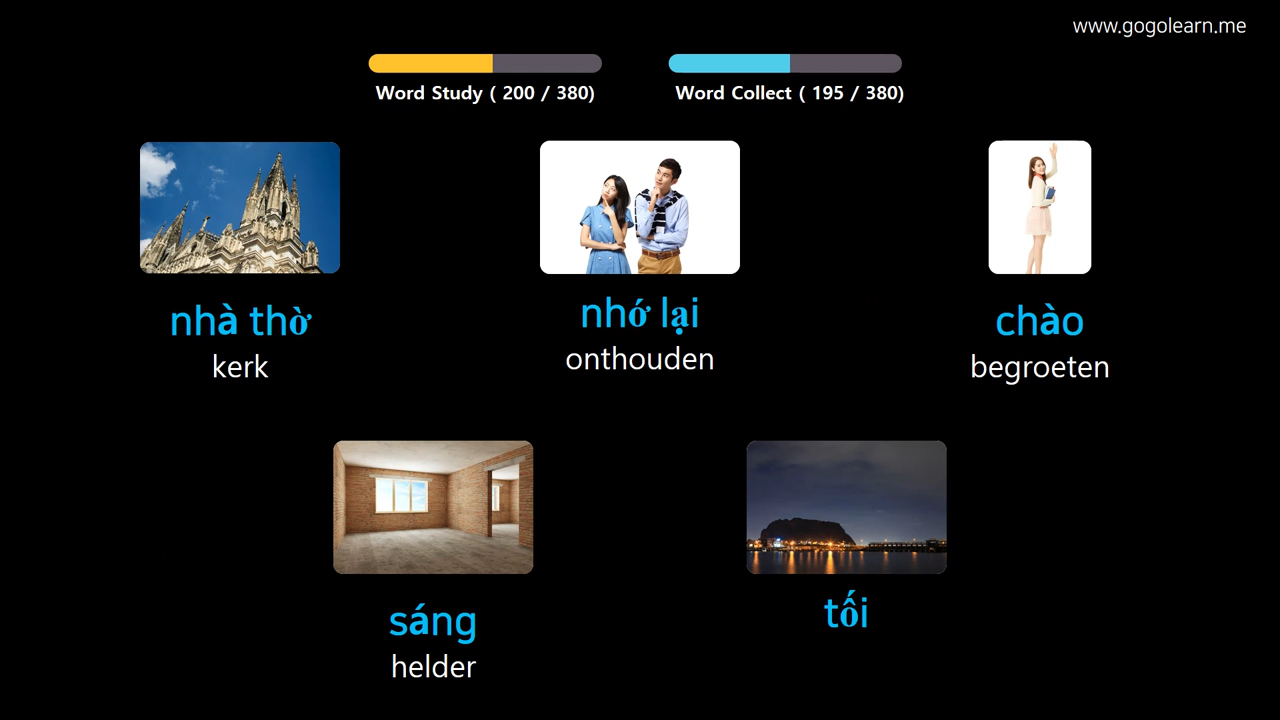 www.gogolearn.me
Word Study ( 200 / 380)
Word Collect ( 195 / 380)
nhà thờ
kerk
nhớ lại
onthouden
chào
begroeten
sáng
helder
tối